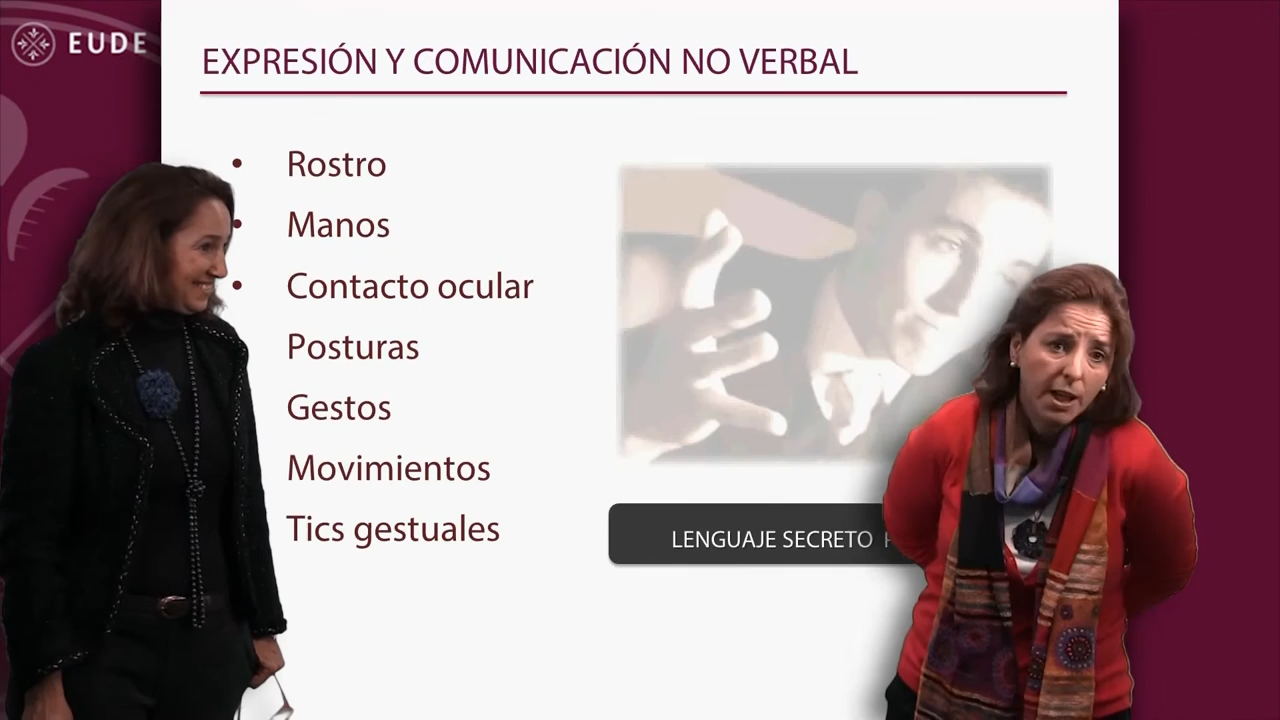 EUDE
EXPRESIÓN Y COMUNICACIÓN NO VERBAL
• Rostro
• Manos
• Contacto ocular
Posturas
Gestos
Movimientos
Tics gestuales
LENGUAJE SECRETO